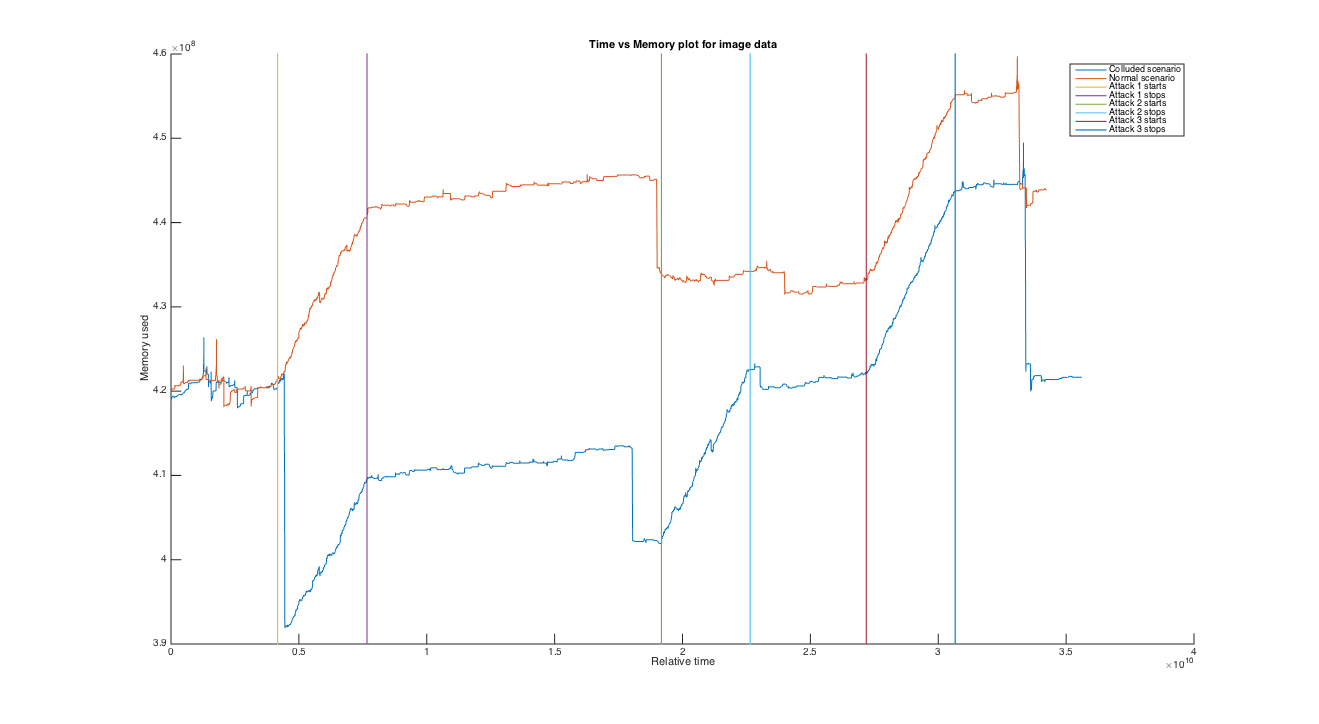 Time vs Memory plot for image data
×10^8
4.6
4.5
4.4
4.3
4.2
4.1
4
3.9
Memory used
0 0.5 1 1.5 2 2.5 3 3.5 4
Relative time
×10^10
Colluded scenario
Normal scenario
Attack 1 starts
Attack 1 stops
Attack 2 starts
Attack 2 stops
Attack 3 starts
Attack 3 stops